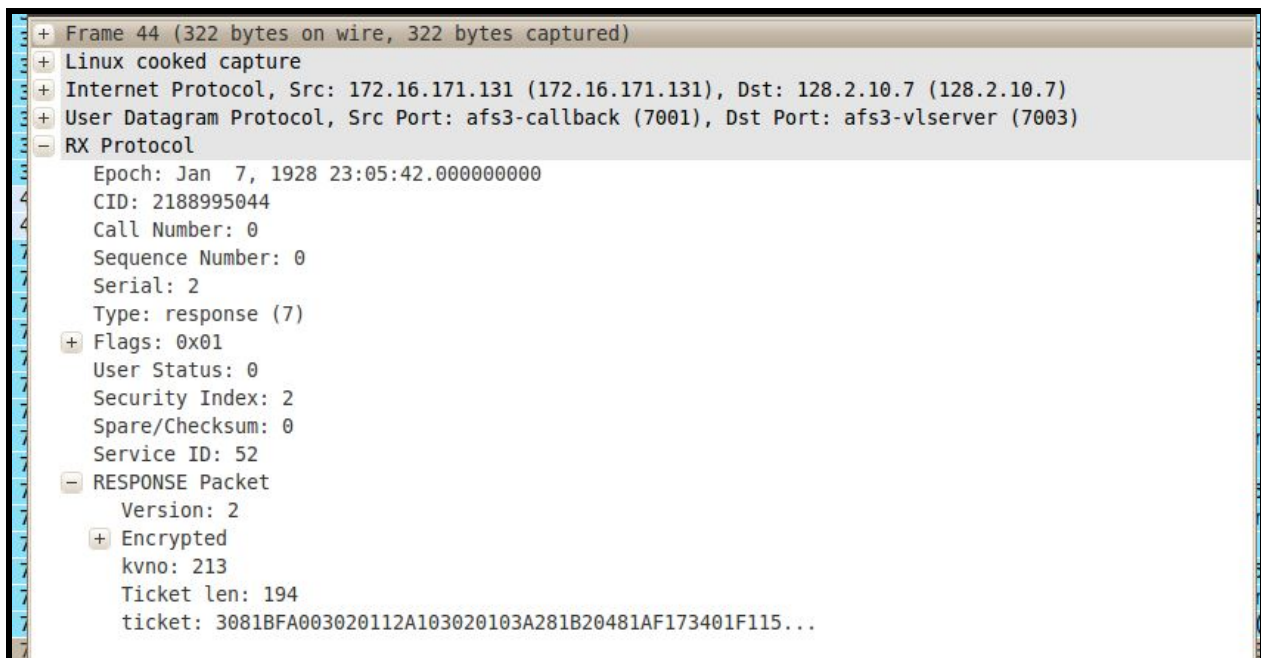 Frame 44 (322 bytes on wire, 322 bytes captured)
Linux cooked capture
Internet Protocol, Src: 172.16.171.131 (172.16.171.131), Dst: 128.2.10.7 (128.2.10.7)
User Datagram Protocol, Src Port: afs3-callback (7001), Dst Port: afs3-vlserver (7003)
RX Protocol
Epoch: Jan  7, 1928 23:05:42.000000000
CID: 2188995044
Call Number: 0
Sequence Number: 0
Serial: 2
Type: response (7)
Flags: 0x01
User Status: 0
Security Index: 2
Spare/Checksum: 0
Service ID: 52
RESPONSE Packet
Version: 2
Encrypted
kvno: 213
Ticket len: 194
ticket: 3081BFA003020112A103020103A281B20481AF173401F115...